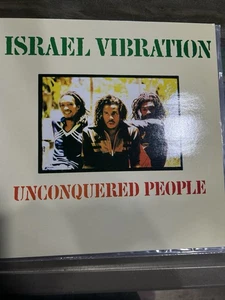 ISRAEL VIBRATION
UNCONQUERED PEOPLE